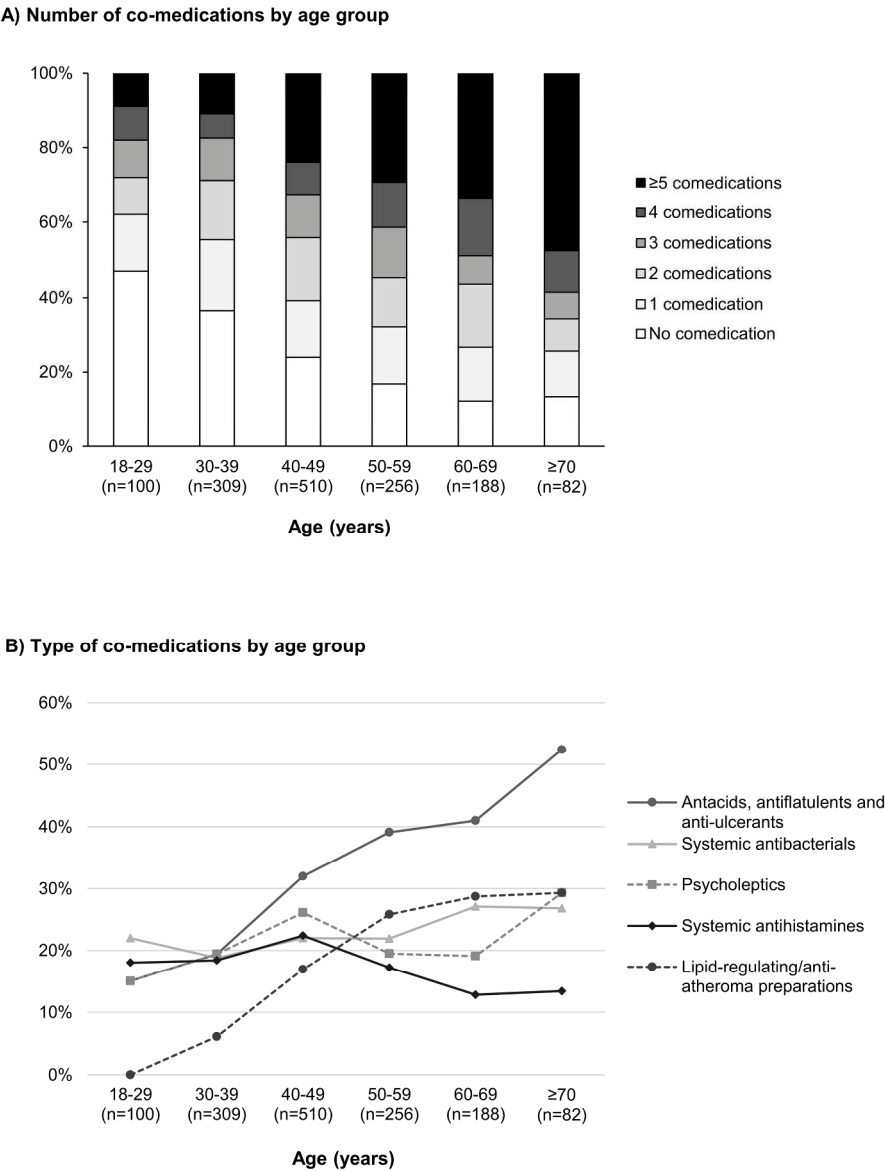 A) Number of co-medications by age group
100%
80%
60%
40%
20%
0%
18-29 30-39 40-49 50-59 60-69 ≥70
(n=100) (n=309) (n=510) (n=256) (n=188) (n=82)
Age (years)
≥5 comedications
4 comedications
3 comedications
2 comedications
1 comedication
No comedication
B) Type of co-medications by age group
60%
50%
40%
30%
20%
10%
0%
18-29 30-39 40-49 50-59 60-69 ≥70
(n=100) (n=309) (n=510) (n=256) (n=188) (n=82)
Age (years)
Antacids, antiflatulents and
anti-ulcerants
Systemic antibacterials
Psycholeptics
Systemic antihistamines
Lipid-regulating/anti-
atheroma preparations